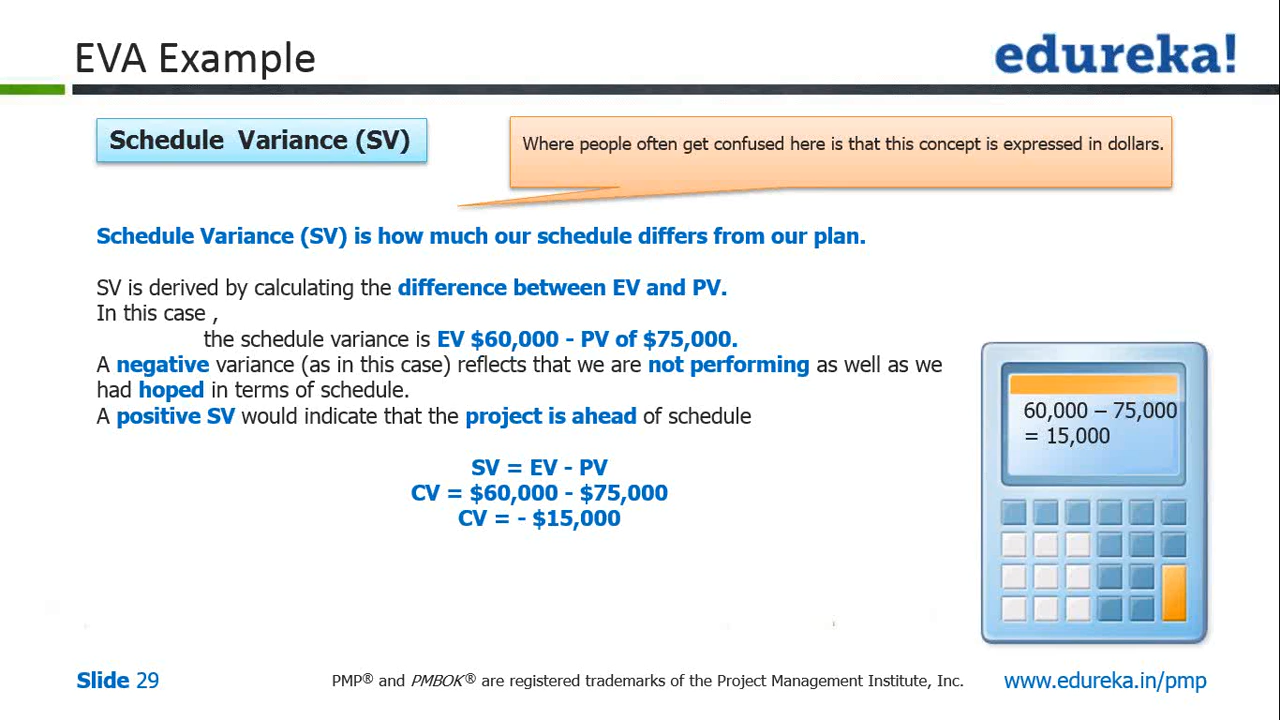 EVA Example
edureka!
Schedule Variance (SV)
Where people often get confused here is that this concept is expressed in dollars.
Schedule Variance (SV) is how much our schedule differs from our plan.
SV is derived by calculating the difference between EV and PV.
In this case ,
the schedule variance is EV $60,000 - PV of $75,000.
A negative variance (as in this case) reflects that we are not performing as well as we
had hoped in terms of schedule.
A positive SV would indicate that the project is ahead of schedule
SV = EV - PV
CV = $60,000 - $75,000
CV = - $15,000
60,000 – 75,000
= 15,000
Slide 29
PMP® and PMBOK® are registered trademarks of the Project Management Institute, Inc.
www.edureka.in/pmp